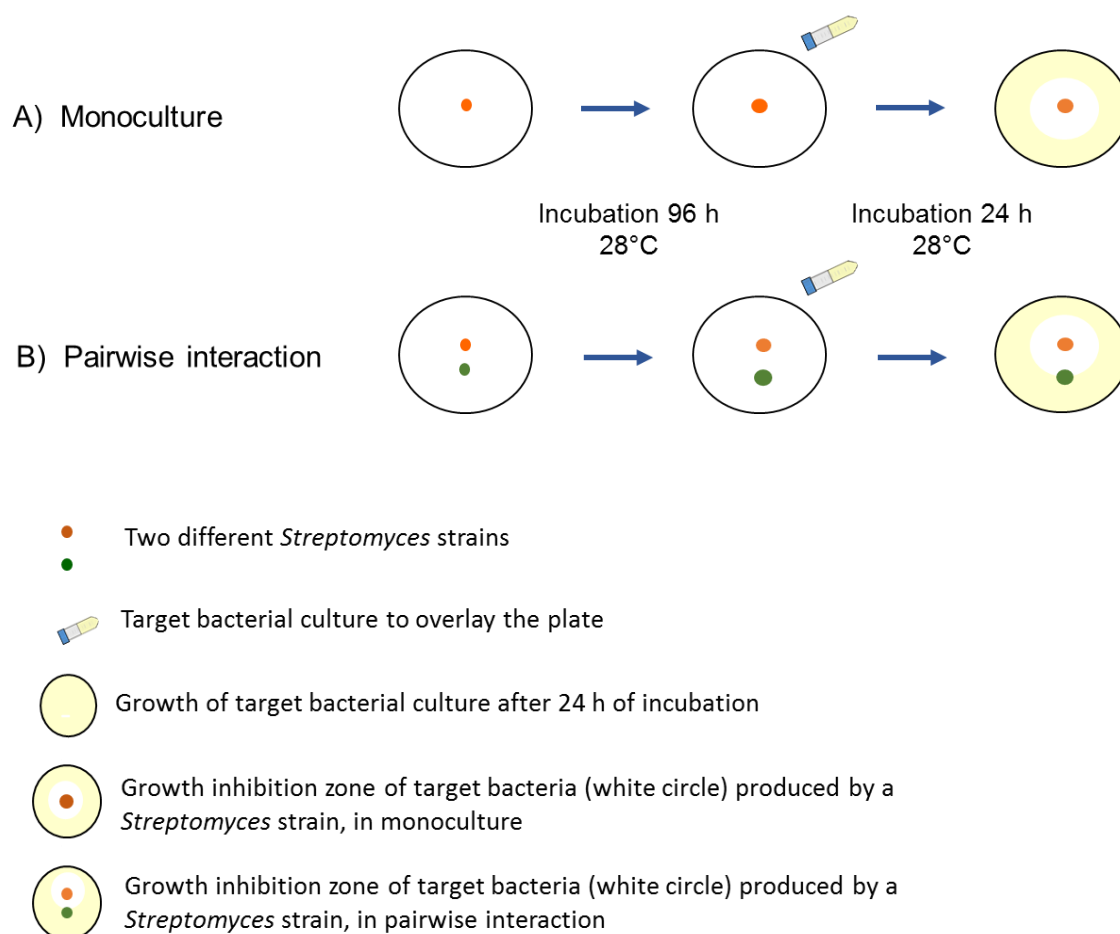 A) Monoculture
Incubation 96 h
28°C
Incubation 24 h
28°C
B) Pairwise interaction
Two different Streptomyces strains
Target bacterial culture to overlay the plate
Growth of target bacterial culture after 24 h of incubation
Growth inhibition zone of target bacteria (white circle) produced by a
Streptomyces strain, in monoculture
Growth inhibition zone of target bacteria (white circle) produced by a
Streptomyces strain, in pairwise interaction